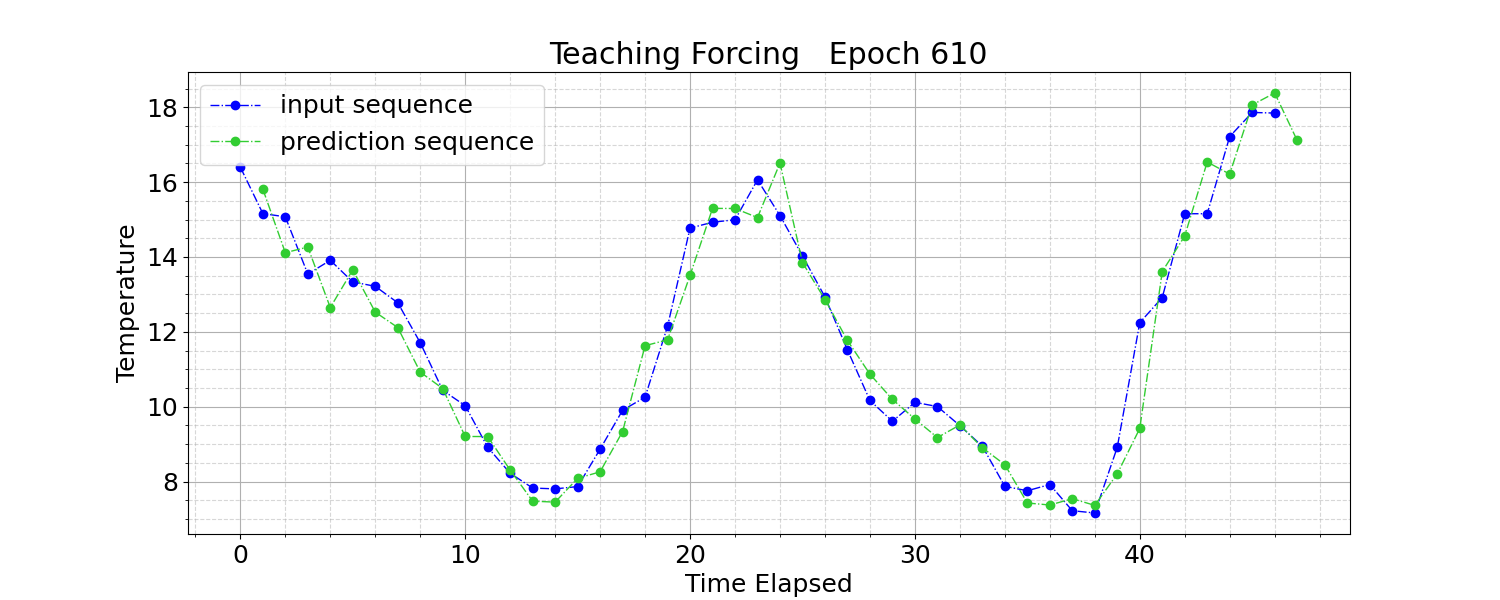 Teaching Forcing   Epoch 610
input sequence
prediction sequence
Temperature
18
16
14
12
10
8
0 10 20 30 40
Time Elapsed